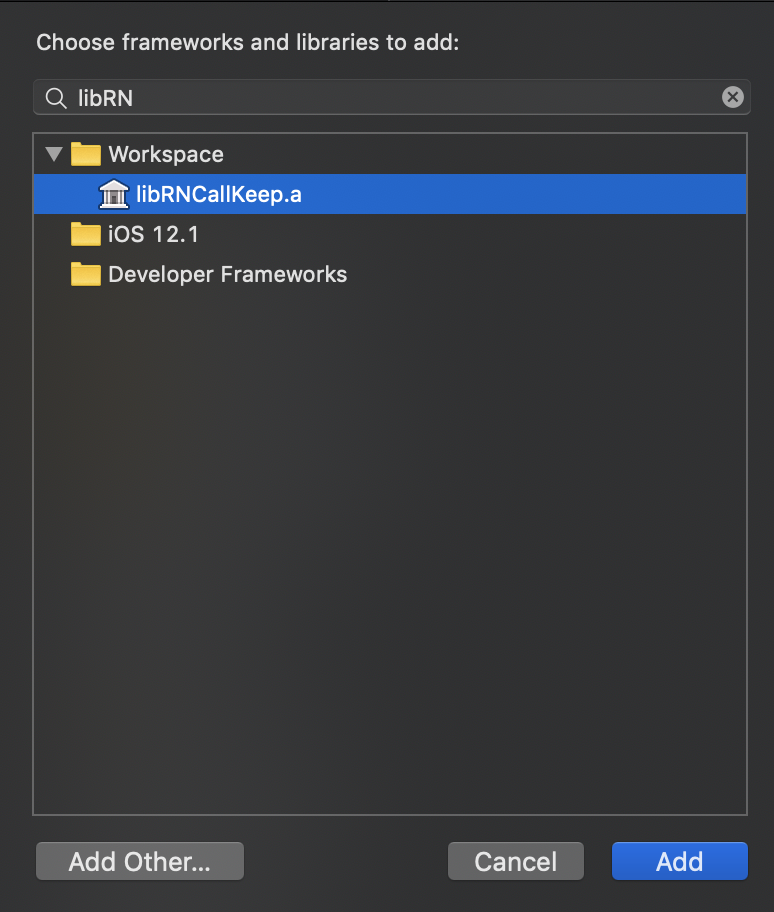 Choose frameworks and libraries to add:
libRN
Workspace
libRNCallKeep.a
iOS 12.1
Developer Frameworks
Add Other...
Cancel
Add